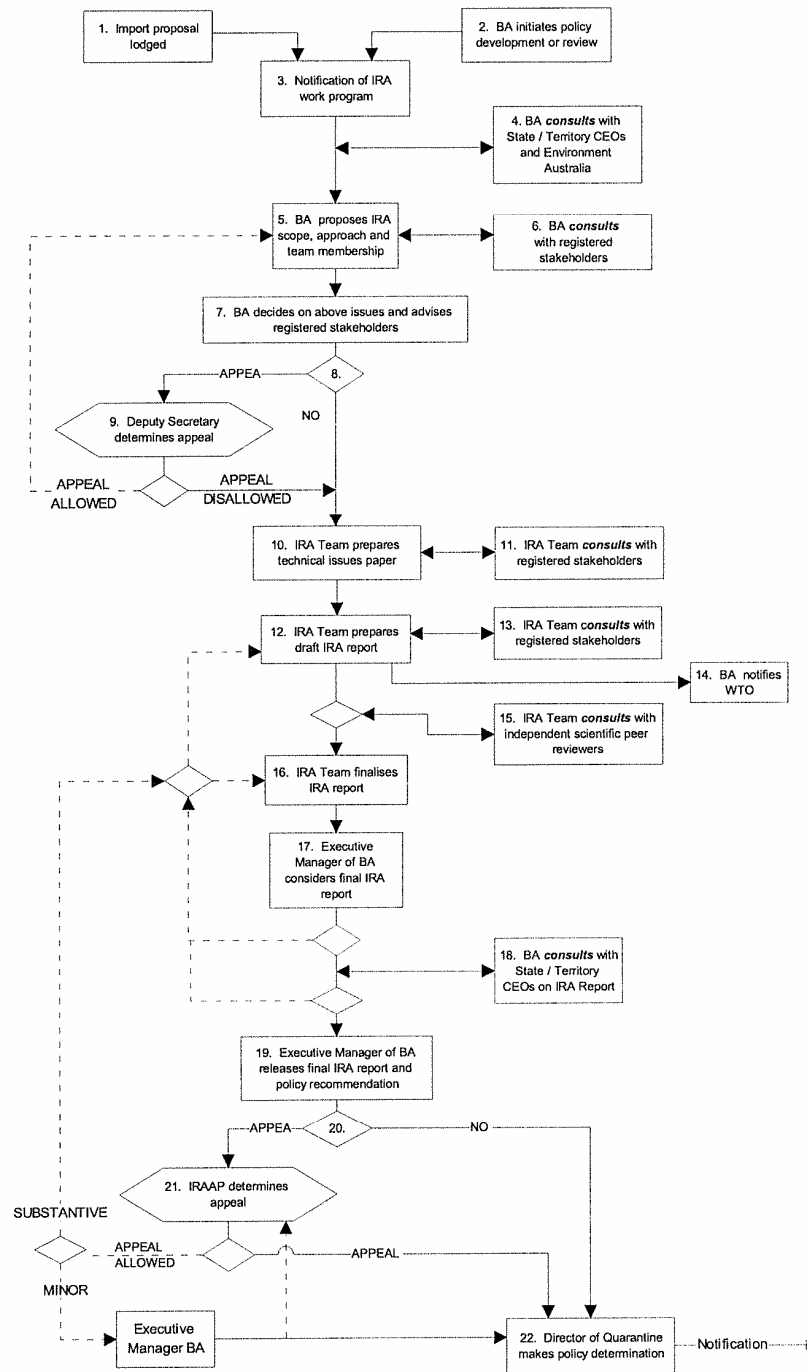 1. Import proposal
lodged
2. BA initiates policy
development or review
3. Notification of IRA
work program
4. BA consults with
State / Territory CEOs
and Environment
Australia
5. BA proposes IRA
scope, approach and
team membership
6. BA consults
with registered
stakeholders
7. BA decides on above issues and advises
registered stakeholders
APPEA
8.
NO
9. Deputy Secretary
determines appeal
APPEAL
ALLOWED
APPEAL
DISALLOWED
10. IRA Team prepares
technical issues paper
11. IRA Team consults with
registered stakeholders
12. IRA Team prepares
draft IRA report
13. IRA Team consults with
registered stakeholders
14. BA notifies
WTO
15. IRA Team consults with
independent scientific peer
reviewers
16. IRA Team finalises
IRA report
17. Executive
Manager of BA
considers final IRA
report
18. BA consults with
State / Territory
CEOs on IRA Report
19. Executive Manager of BA
releases final IRA report and
policy recommendation
APPEA
20.
NO
21. IRAAP determines
appeal
SUBSTANTIVE
APPEAL
ALLOWED
APPEAL
MINOR
Executive
Manager BA
22. Director of Quarantine
makes policy determination
Notification